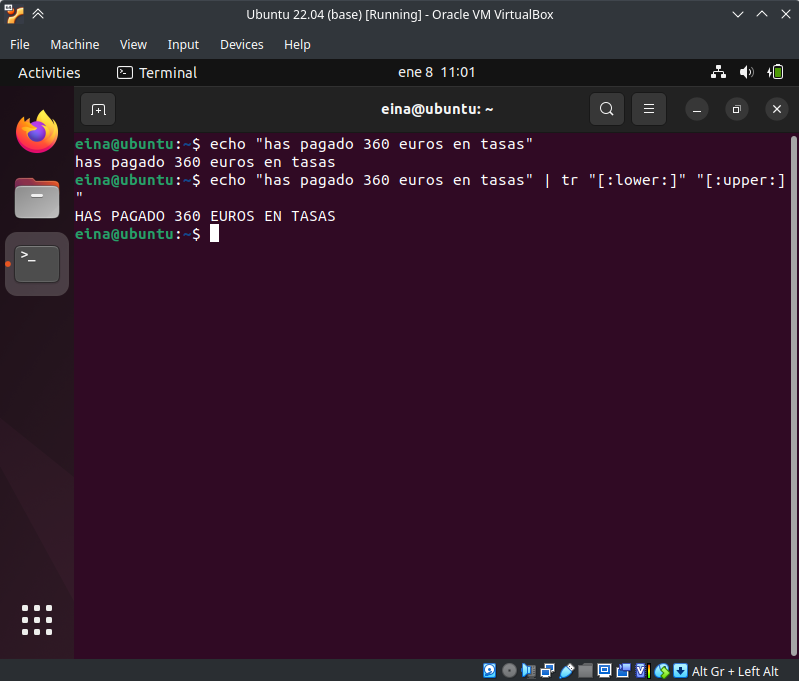 Ubuntu 22.04 (base) [Running] - Oracle VM VirtualBox
File Machine View Input Devices Help
Activities Terminal ene 8 11:01
eina@ubuntu: ~
eina@ubuntu:~$ echo "has pagado 360 euros en tasas"
has pagado 360 euros en tasas
eina@ubuntu:~$ echo "has pagado 360 euros en tasas" | tr "[:lower:]" "[:upper:]
"
HAS PAGADO 360 EUROS EN TASAS
eina@ubuntu:~$
Alt Gr + Left Alt